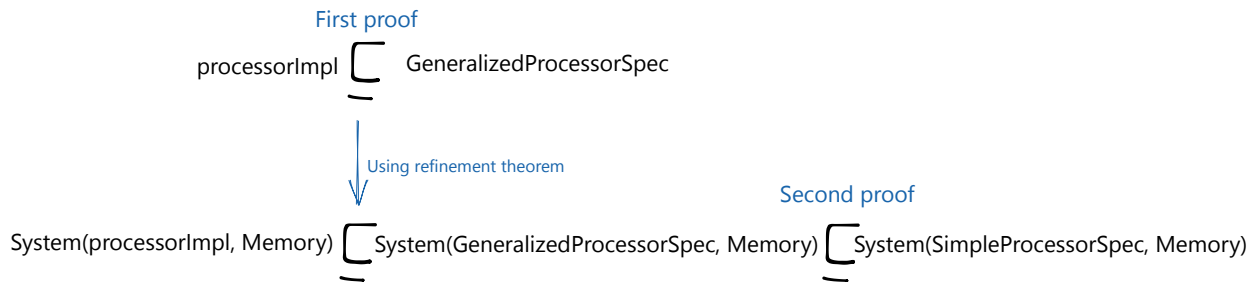 First proof
processorImpl ⊑ GeneralizedProcessorSpec
Using refinement theorem
Second proof
System(processorImpl, Memory) ⊑ System(GeneralizedProcessorSpec, Memory) ⊑ System(SimpleProcessorSpec, Memory)